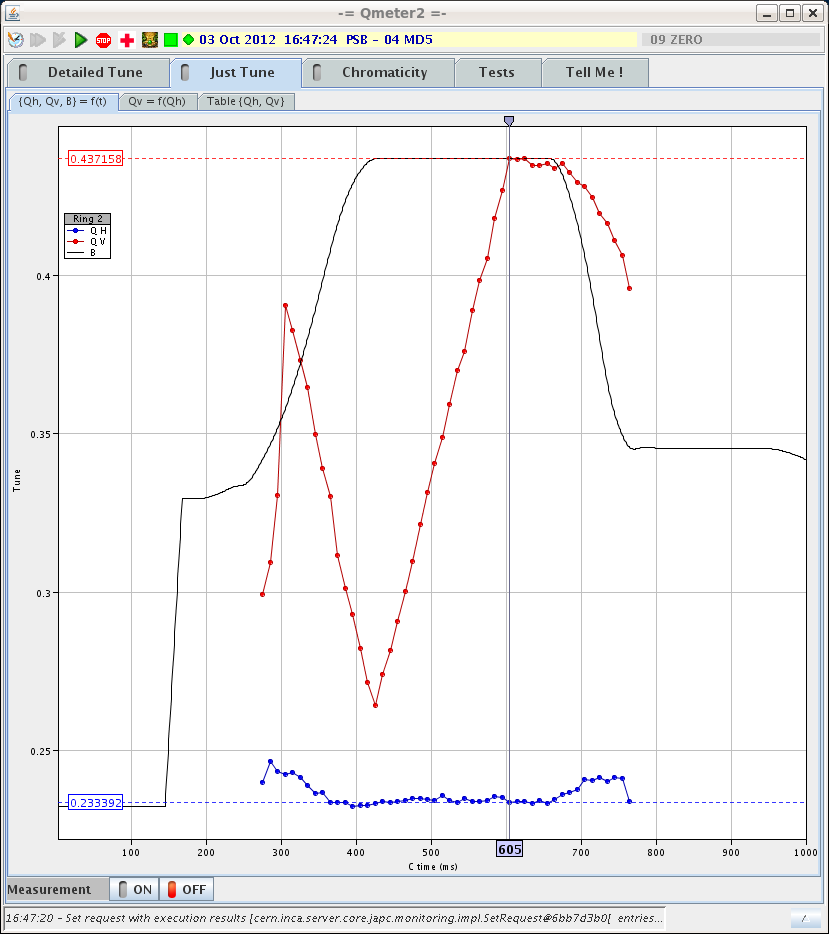 -= Qmeter2 =-
STOP 03 Oct 2012 16:47:24 PSB - 04 MD5 09 ZERO
Detailed Tune Just Tune Chromaticity Tests Tell Me !
{Qh, Qv, B} = f(t) Qv = f(Qh) Table {Qh, Qv}
0.437158
Ring 2
Q H
Q V
B
0.4
0.35
Tune
0.3
0.25
0.233392
100 200 300 400 500 605 700 800 900 1000
C time (ms)
Measurement ON OFF
16:47:20 - Set request with execution results [cern.inca.server.core.japc.monitoring.impl.SetRequest@6bb7d3b0[ entries...